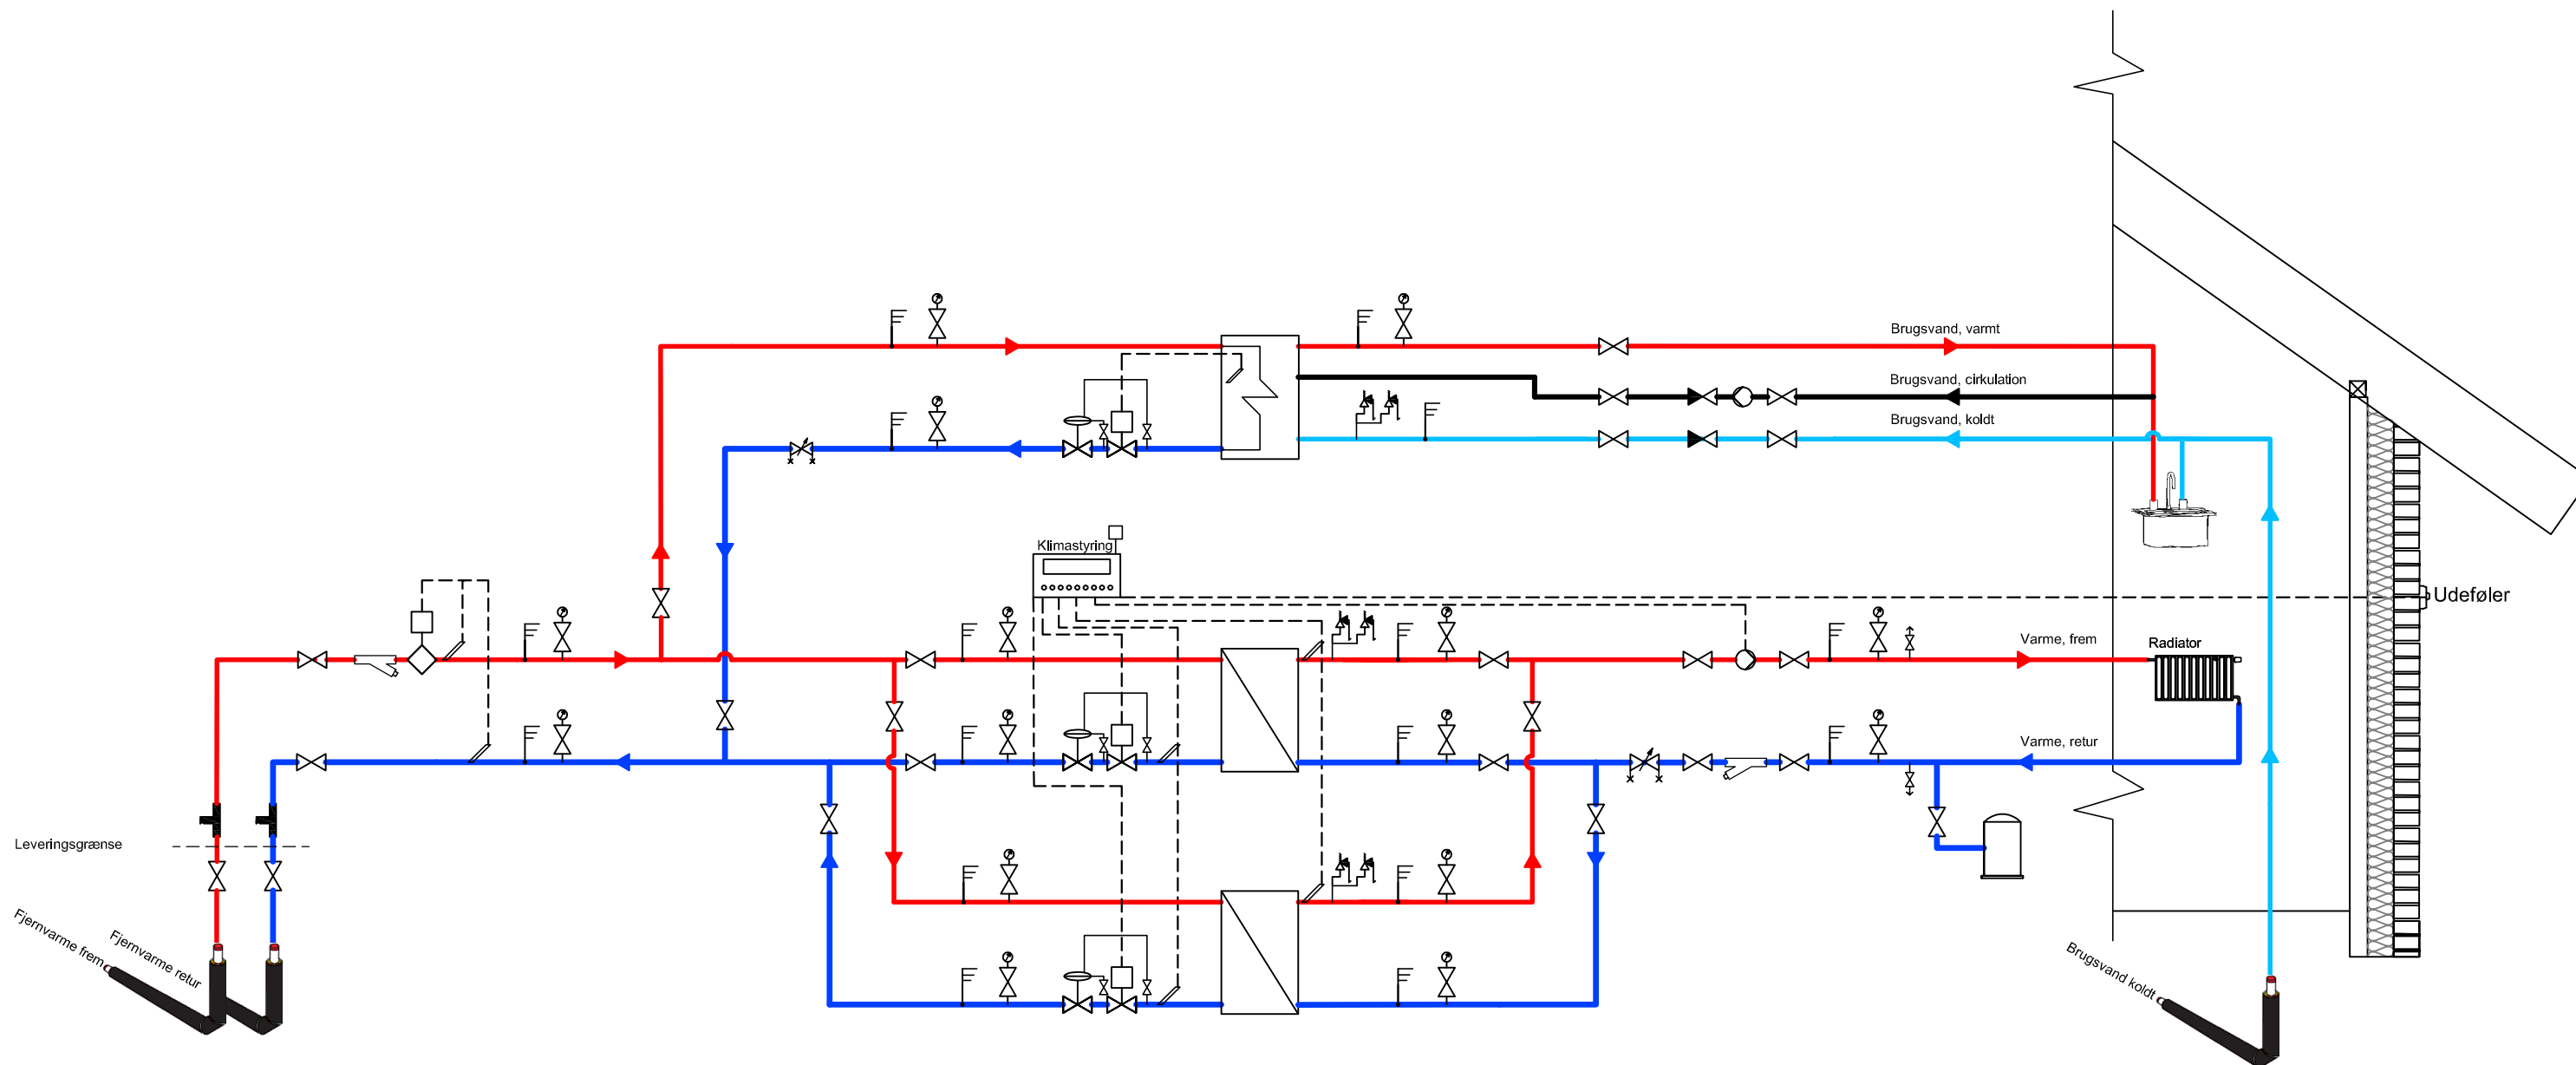 Brugsvand, varmt
Brugsvand, cirkulation
Brugsvand, koldt
Klimastyring
Udeføler
Varme, frem
Radiator
Varme, retur
Leveringsgrænse
Fjernvarme frem
Fjernvarme retur
Brugsvand koldt